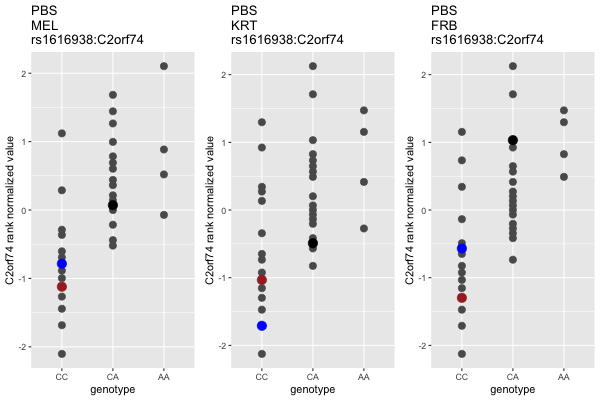 PBS
MEL
rs1616938:C2orf74
C2orf74 rank normalized value
2
1
0
-1
-2
CC CA AA
genotype
PBS
KRT
rs1616938:C2orf74
C2orf74 rank normalized value
2
1
0
-1
-2
CC CA AA
genotype
PBS
FRB
rs1616938:C2orf74
C2orf74 rank normalized value
2
1
0
-1
-2
CC CA AA
genotype